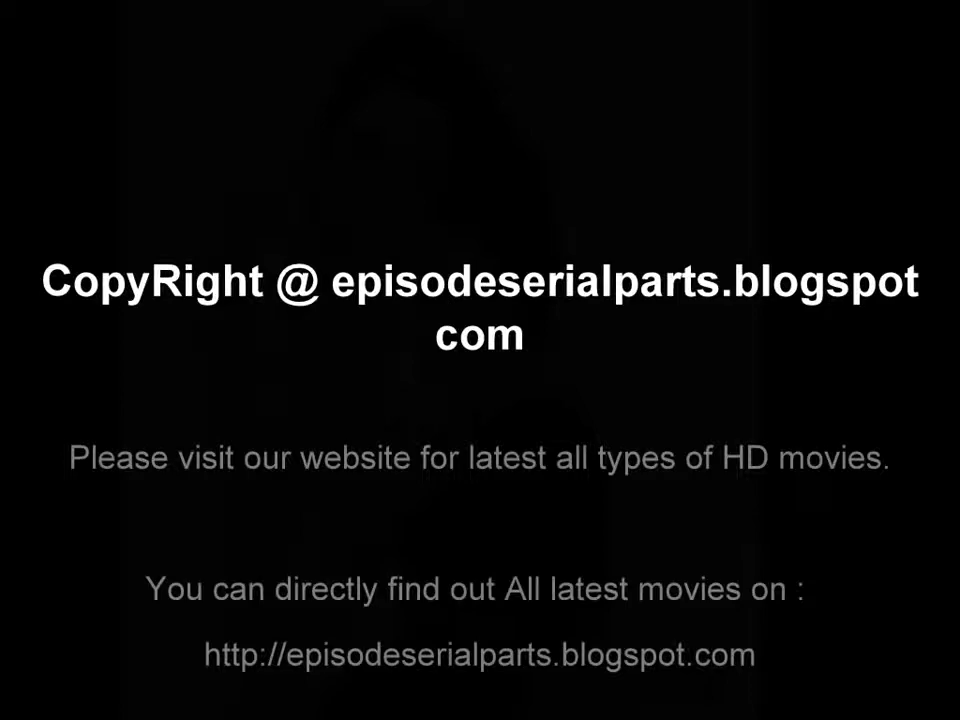 CopyRight @ episodeserialparts.blogspot
com
Please visit our website for latest all types of HD movies.
You can directly find out All latest movies on :
http://episodeserialparts.blogspot.com